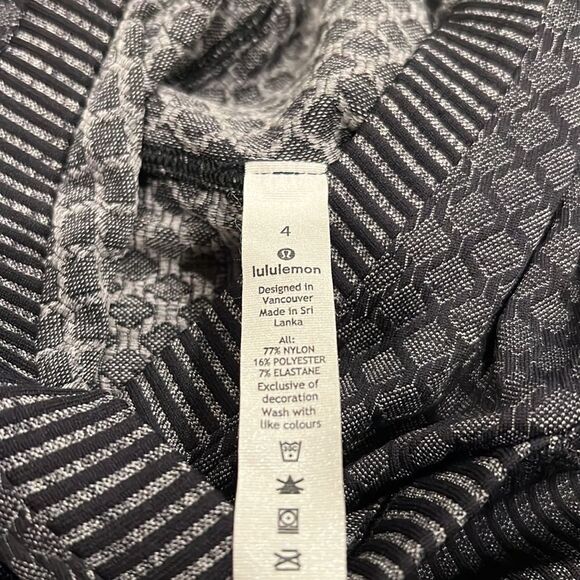 4
lululemon
Designed in
Vancouver
Made in Sri
Lanka
All:
77% NYLON
16% POLYESTER
7% ELASTANE
Exclusive of
decoration
Wash with
like colours